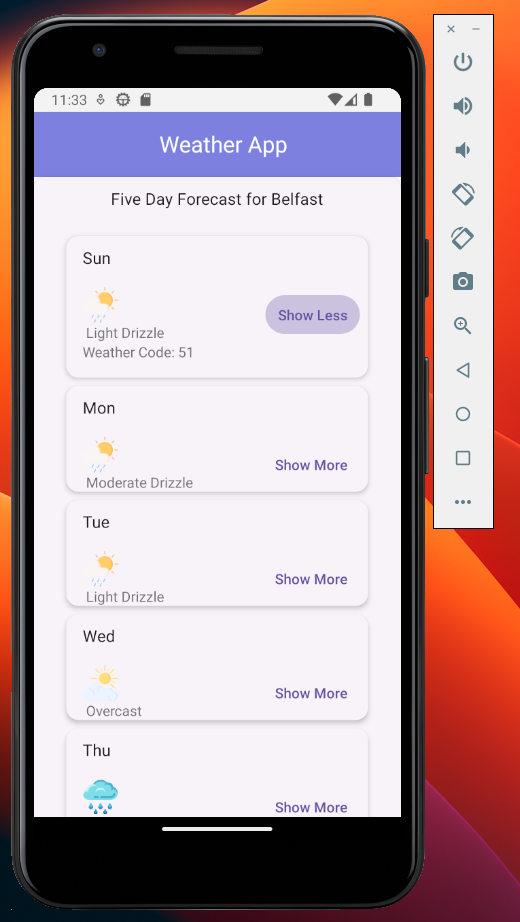 11:33
Weather App
Five Day Forecast for Belfast
Sun
Show Less
Light Drizzle
Weather Code: 51
Mon
Show More
Moderate Drizzle
Tue
Show More
Light Drizzle
Wed
Show More
Overcast
Thu
Show More